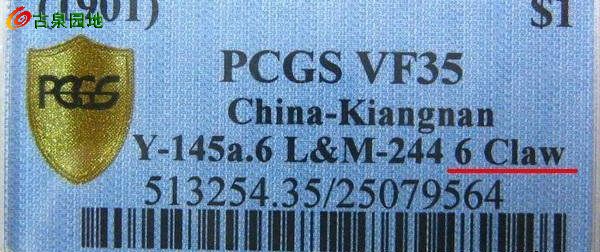 古泉园地
(1901) $1
PCGS
PCGS VF35
China-Kiangnan
Y-145a.6 L&M-244 6 Claw
513254.35/25079564